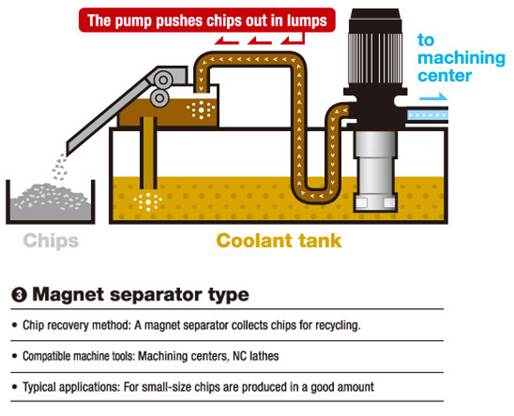 The pump pushes chips out in lumps
to
machining
center
Chips
Coolant tank
❸ Magnet separator type
• Chip recovery method: A magnet separator collects chips for recycling.
• Compatible machine tools: Machining centers, NC lathes
• Typical applications: For small-size chips are produced in a good amount